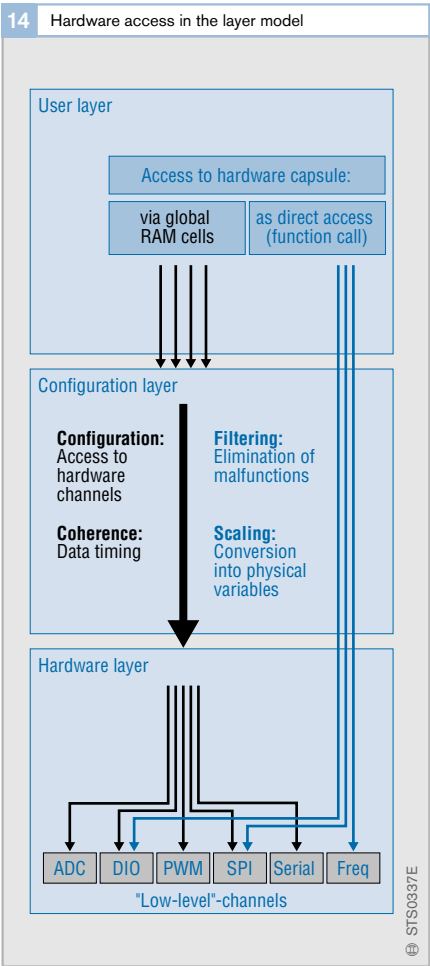 14 Hardware access in the layer model
User layer
Access to hardware capsule:
via global
RAM cells
as direct access
(function call)
Configuration layer
Configuration:
Access to
hardware
channels
Filtering:
Elimination of
malfunctions
Coherence:
Data timing
Scaling:
Conversion
into physical
variables
Hardware layer
ADC
DIO
PWM
SPI
Serial
Freq
"Low-level"-channels
STS0337E